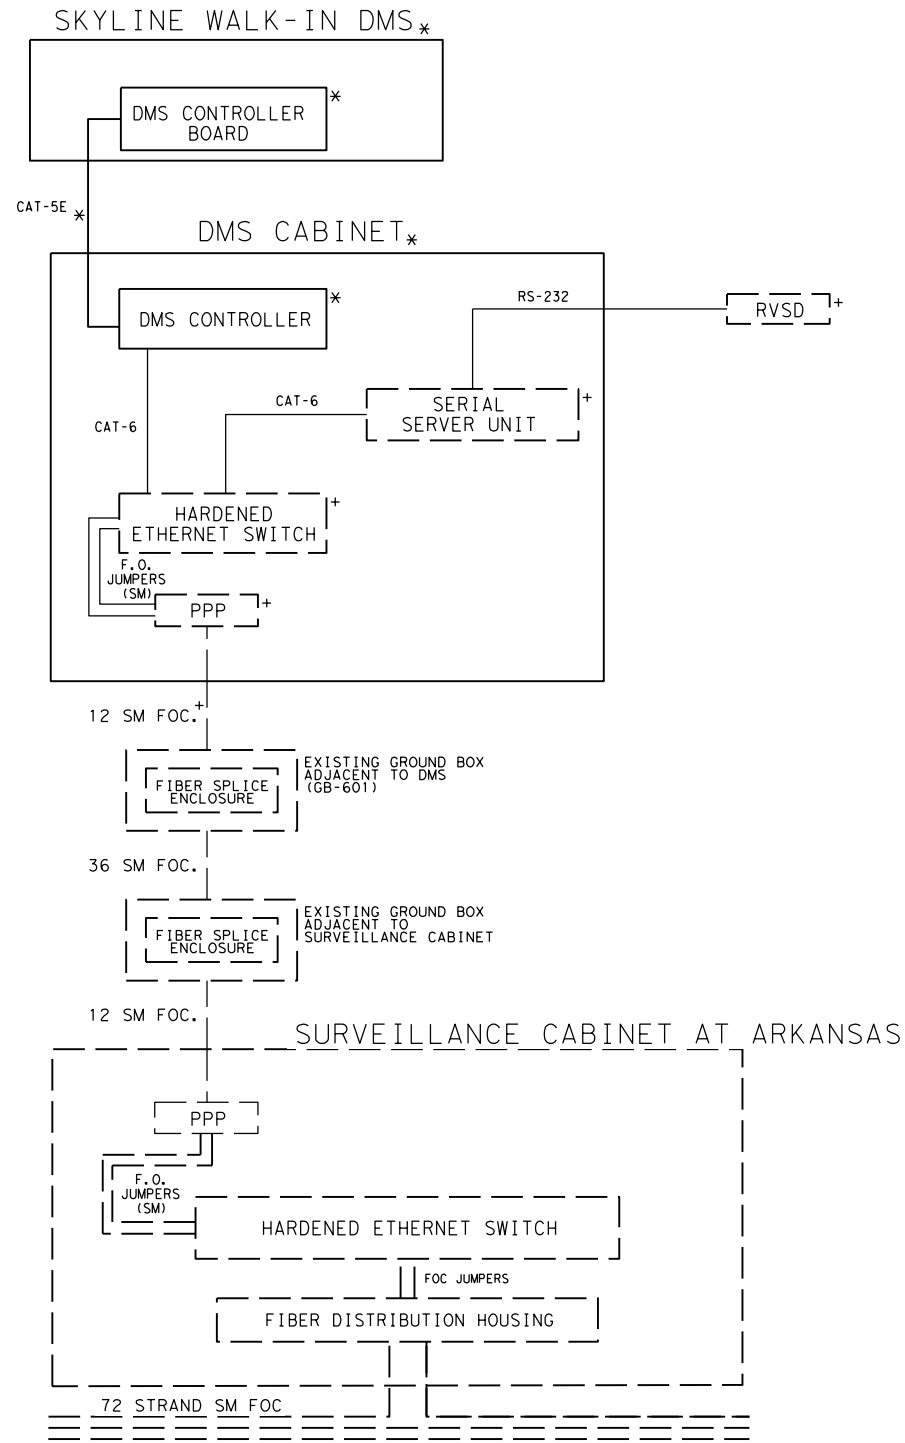 SKYLINE WALK-IN DMS*
DMS CONTROLLER
BOARD
*
CAT-5E *
DMS CABINET*
DMS CONTROLLER
*
RS-232
RVSD
+
CAT-6
SERIAL
SERVER UNIT
+
CAT-6
HARDENED
ETHERNET SWITCH
+
F.O.
JUMPERS
(SM)
PPP
+
12 SM FOC.+
EXISTING GROUND BOX
ADJACENT TO DMS
(GB-601)
FIBER SPLICE
ENCLOSURE
36 SM FOC.
EXISTING GROUND BOX
ADJACENT TO
SURVEILLANCE CABINET
FIBER SPLICE
ENCLOSURE
12 SM FOC.
SURVEILLANCE CABINET AT ARKANSAS
PPP
F.O.
JUMPERS
(SM)
HARDENED ETHERNET SWITCH
FOC JUMPERS
FIBER DISTRIBUTION HOUSING
72 STRAND SM FOC